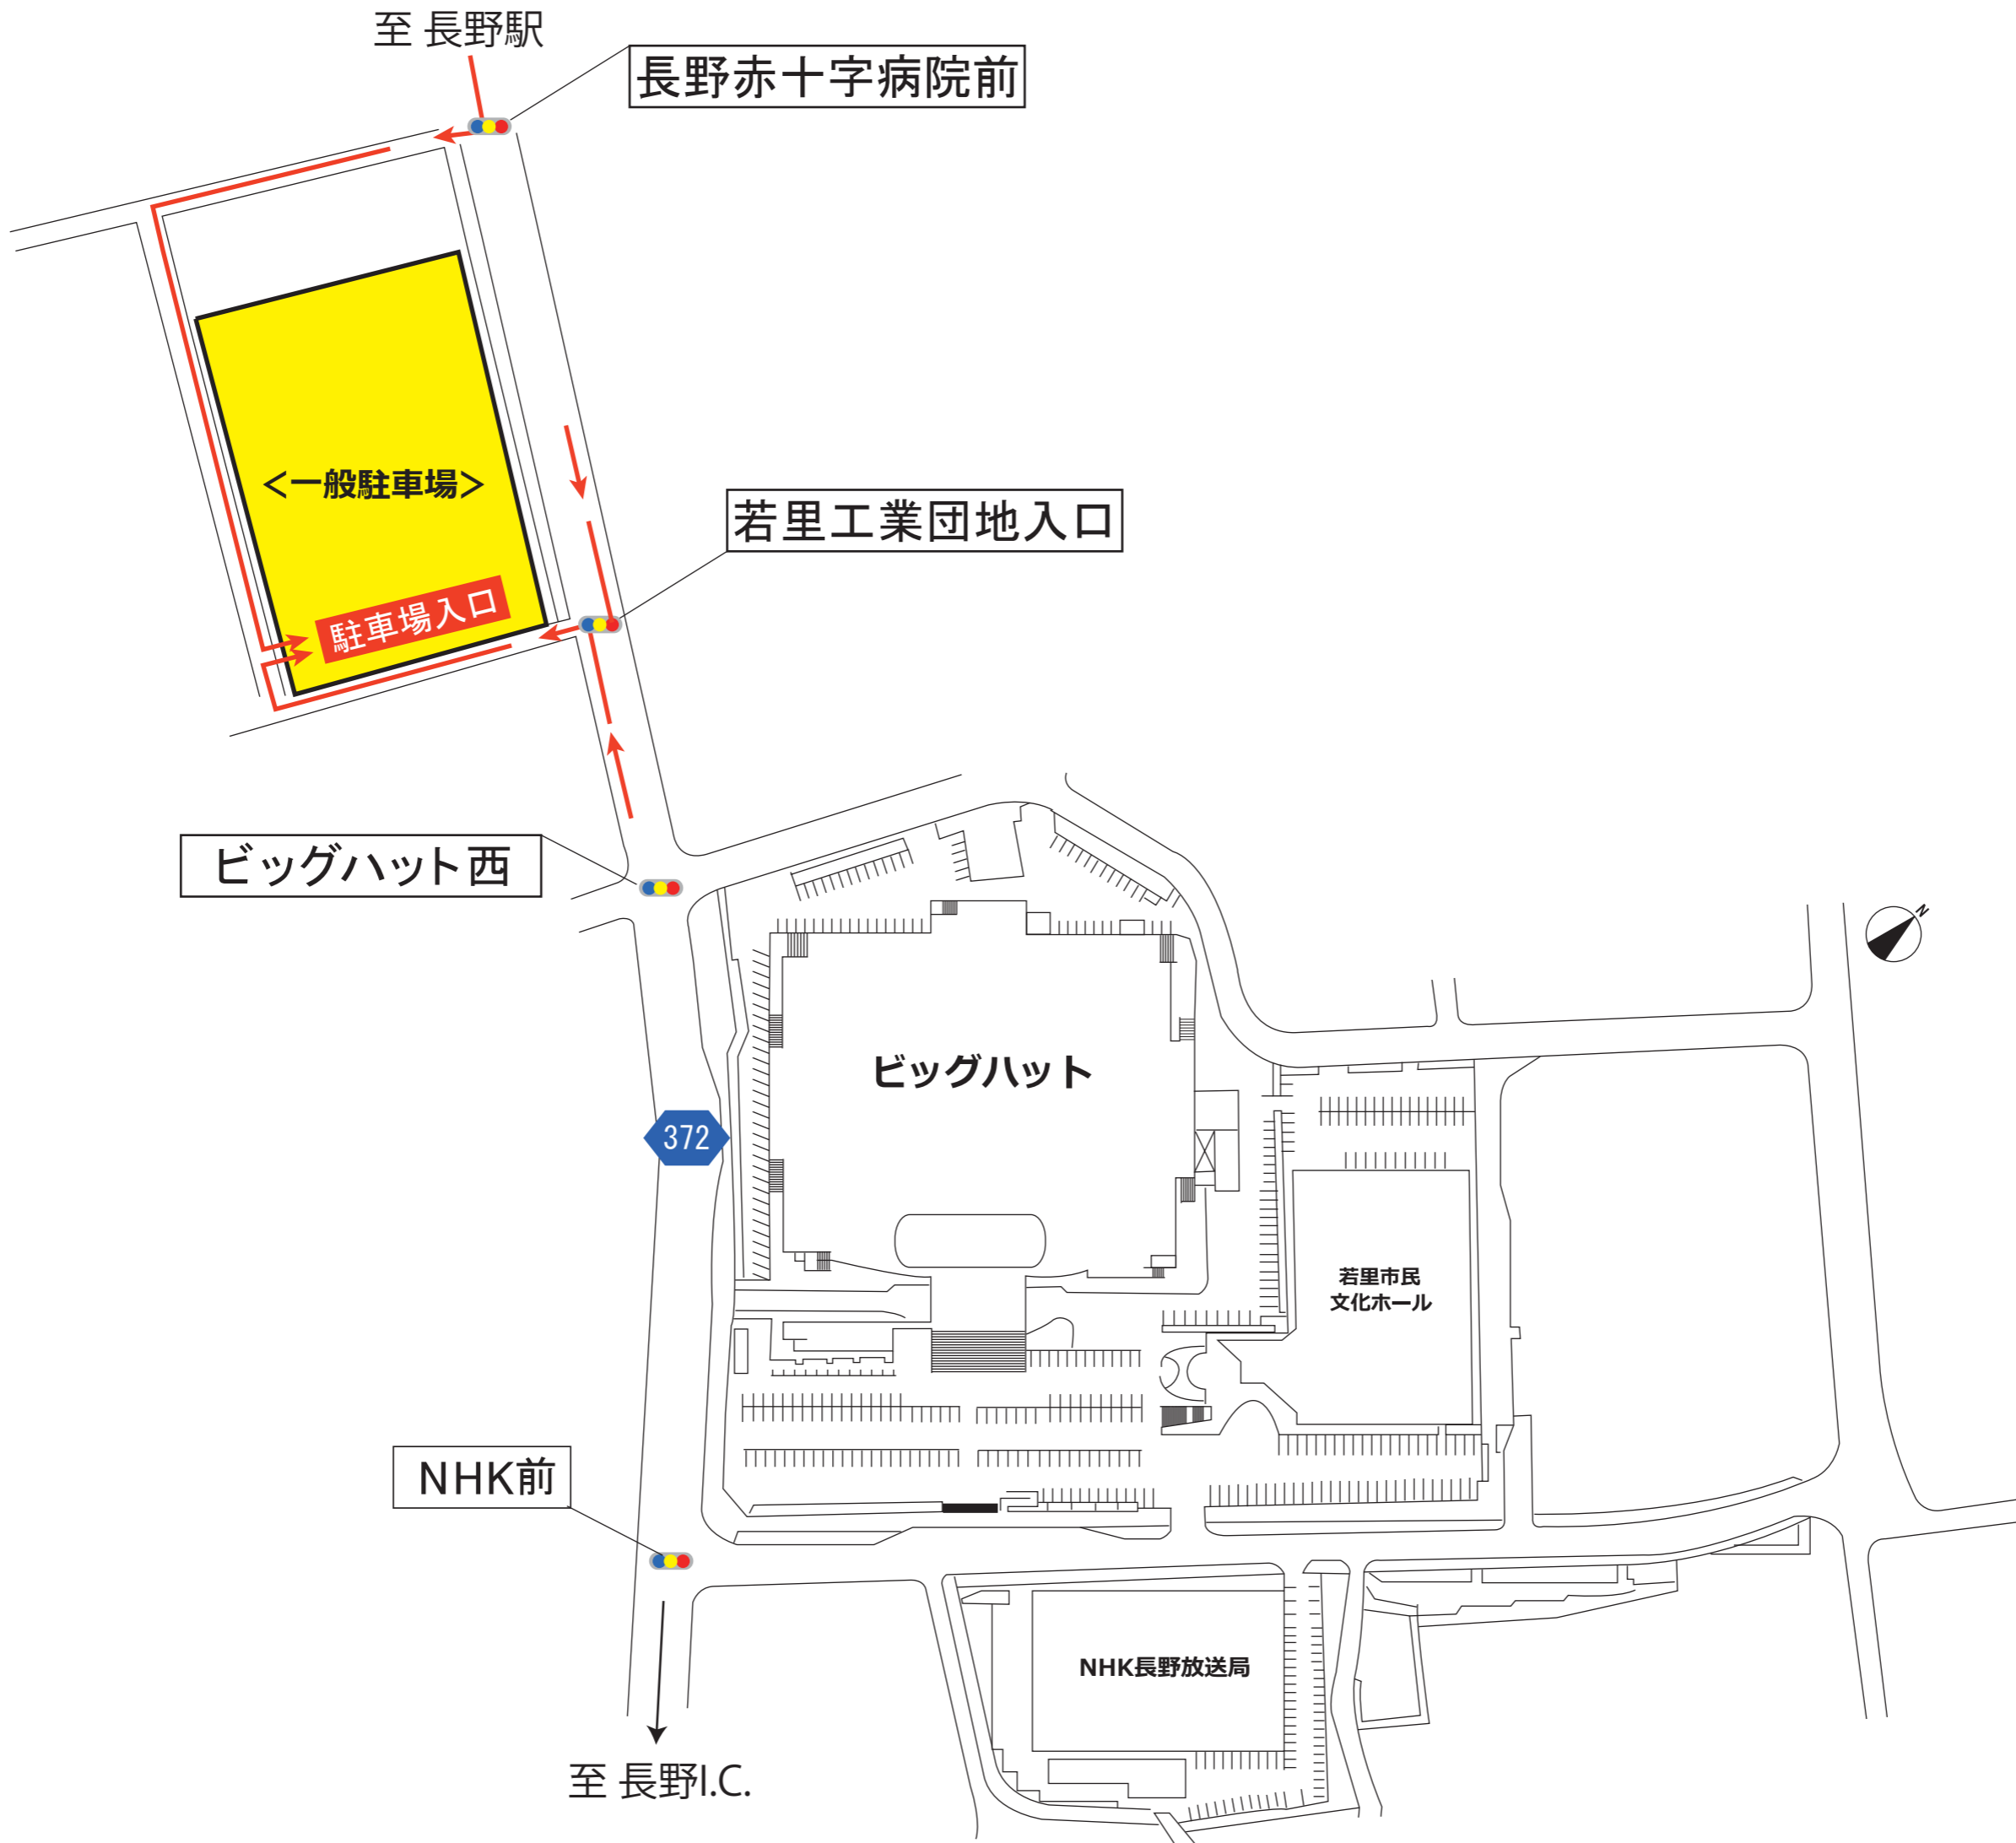 至 長野駅
長野赤十字病院前
<一般駐車場>
若里工業団地入口
駐車場入口
ビッグハット西
N
ビッグハット
372
若里市民
文化ホール
NHK前
NHK長野放送局
至 長野I.C.